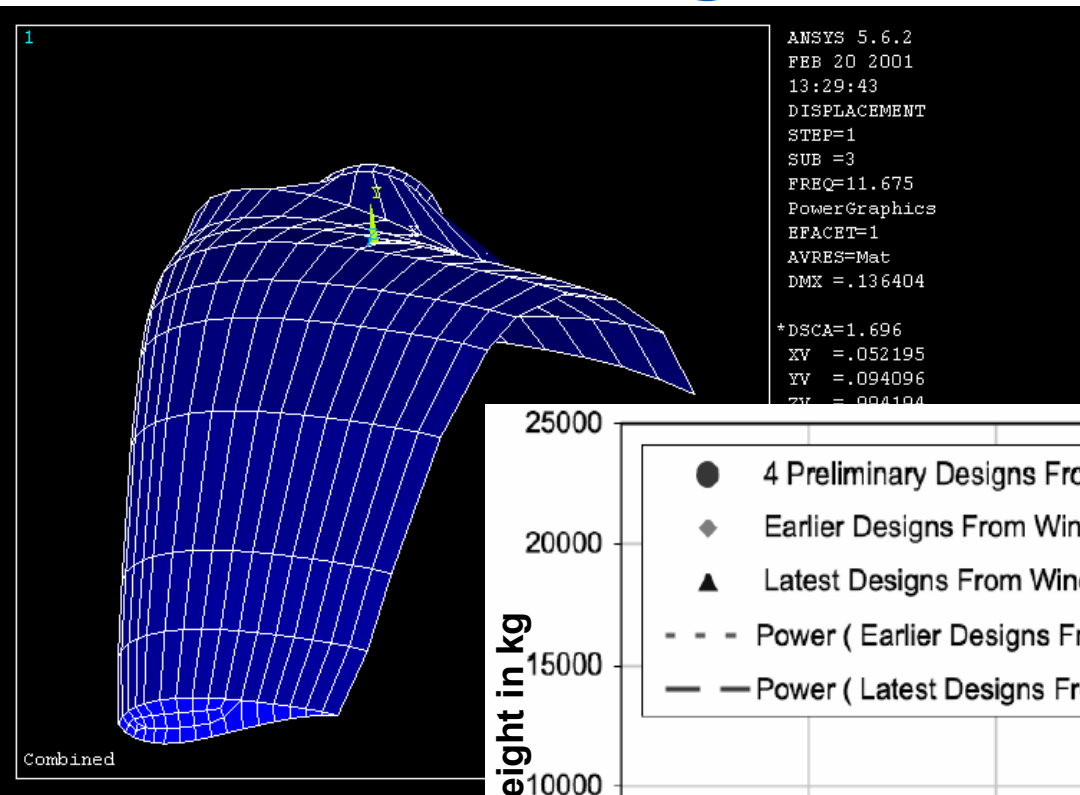 1
ANSYS 5.6.2
FEB 20 2001
13:29:43
DISPLACEMENT
STEP=1
SUB =3
FREQ=11.675
PowerGraphics
EFACET=1
AVRES=Mat
DMX =.136404
*DSCA=1.696
XV =.052195
YV =.094096
ZV =.994194
Y
X
Combined
25000
20000
15000
10000
eight in kg
4 Preliminary Designs Fro
Earlier Designs From Win
Latest Designs From Win
Power ( Earlier Designs Fr
Power ( Latest Designs Fr